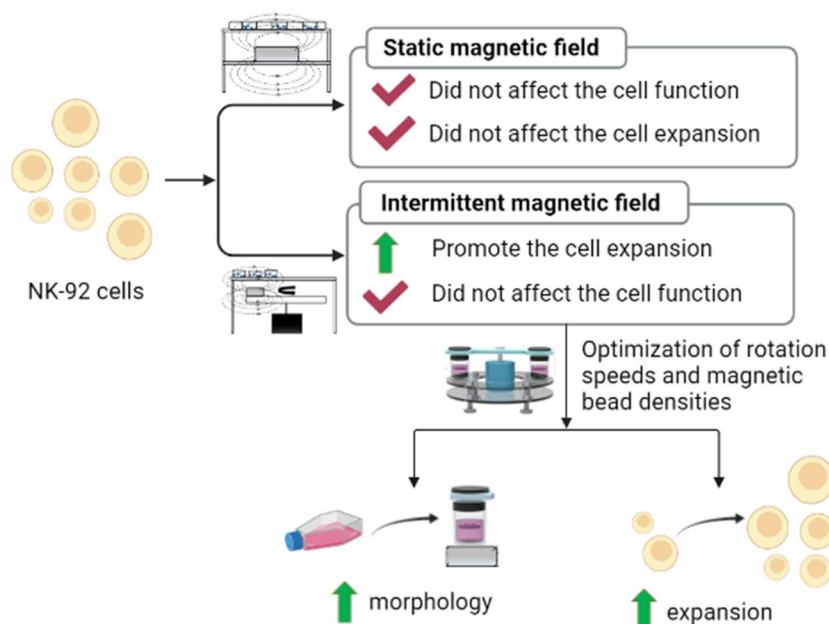 Static magnetic field
Did not affect the cell function
Did not affect the cell expansion
NK-92 cells
Intermittent magnetic field
Promote the cell expansion
Did not affect the cell function
Optimization of rotation
speeds and magnetic
bead densities
morphology
expansion